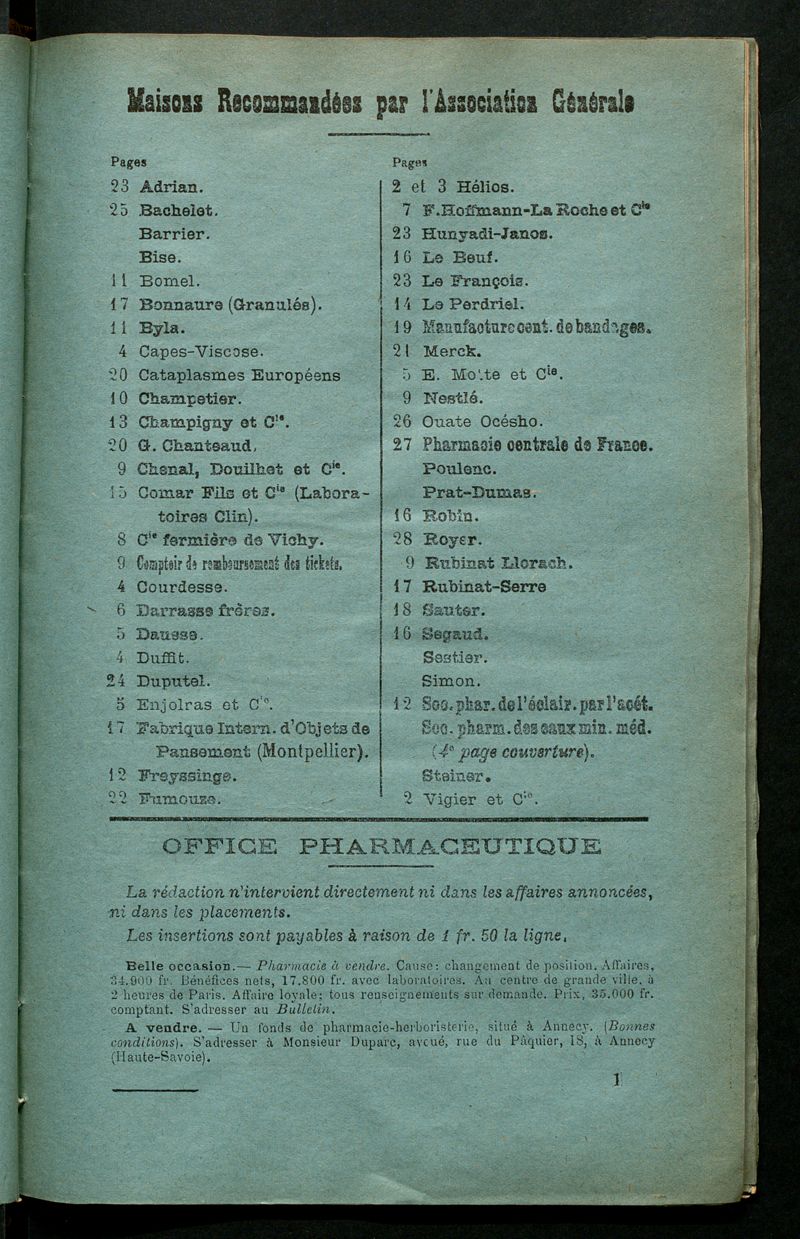 Maisons Recommandées par l'Association Générale
Pages
23 Adrian.
25 Bachelet.
Barrier.
Bise.
11 Bomel.
17 Bonnaure (Granulés).
11 Byla.
4 Capes-Viscose.
20 Cataplasmes Européens
10 Champetier.
13 Champigny et Cie.
20 G. Chanteaud,
9 Chenal, Douilhet et Cie.
15 Comar Fils et Cie (Labora-
toires Clin).
8 Cie fermière de Vichy.
9 Comptoir de remboursement des tickets.
4 Courdesse.
6 Darrasse frères.
5 Dausse.
4 Duffit.
24 Duputel.
5 Enjolras et Cie.
17 Fabrique Intern. d'Objets de
Pansement (Montpellier).
12 Freyssinge.
22 Fumouze.
Pages
2 et 3 Hélios.
7 F. Hoffmann-La Roche et Cie
23 Hunyadi-Janos.
16 Le Beuf.
23 Le François.
14 Le Perdriel.
19 Manufacture cent. de bandages.
21 Merck.
5 E. Motte et Cie.
9 Nestlé.
26 Ouate Océsho.
27 Pharmacie centrale de France.
Poulenc.
Prat-Dumas.
16 Robin.
28 Royer.
9 Rubinat Llorach.
17 Rubinat-Serre
18 Sauter.
16 Segaud.
Sestier.
Simon.
12 Soc. phar. de l'éclair. par l'acét.
Soc. pharm. des eaux min. méd.
(4e page couverture).
Steiner.
2 Vigier et Cie.
OFFICE PHARMACEUTIQUE
La rédaction n'intervient directement ni dans les affaires annoncées,
ni dans les placements.
Les insertions sont payables à raison de 1 fr. 50 la ligne,
Belle occasion.— Pharmacie à vendre. Cause: changement de position. Affaires,
34.900 fr. Bénéfices nets, 17.800 fr. avec laboratoires. Au centre de grande ville, à
2 heures de Paris. Affaire loyale; tous renseignements sur demande. Prix, 35.000 fr.
comptant. S'adresser au Bulletin.
A vendre. — Un fonds de pharmacie-herboristerie, situé à Annecy. (Bonnes
conditions). S'adresser à Monsieur Duparc, avoué, rue du Pâquier, 18, à Annecy
(Haute-Savoie).
1